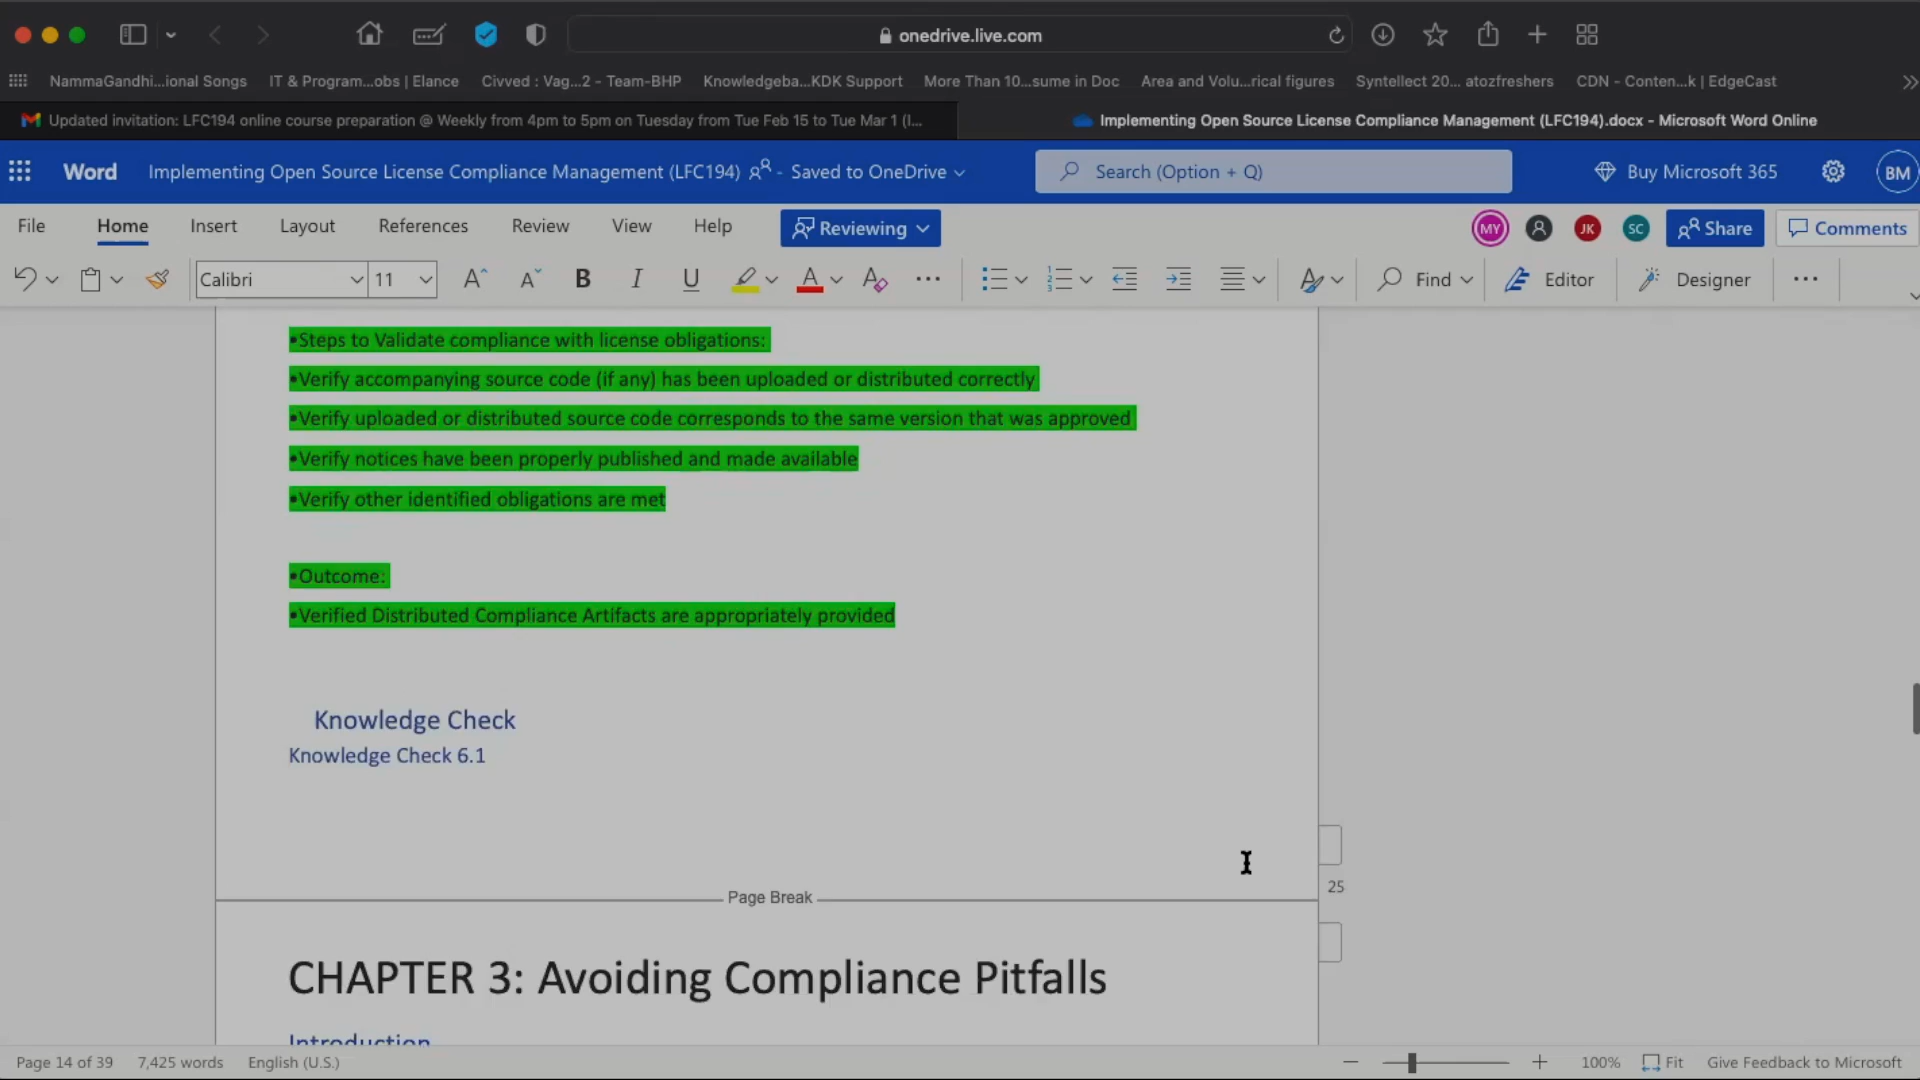 onedrive.live.com
NammaGandhi...ional Songs IT & Program...obs | Elance Civved : Vag...2 - Team-BHP Knowledgeba...KDK Support More Than 10...sume in Doc Area and Volu...rical figures Syntellect 20... atozfreshers CDN - Conten...k | EdgeCast
Updated invitation: LFC194 online course preparation @ Weekly from 4pm to 5pm on Tuesday from Tue Feb 15 to Tue Mar 1 (I... Implementing Open Source License Compliance Management (LFC194).docx - Microsoft Word Online
Word Implementing Open Source License Compliance Management (LFC194) - Saved to OneDrive Search (Option + Q) Buy Microsoft 365 BM
File Home Insert Layout References Review View Help Reviewing MY JK SC Share Comments
Calibri 11 A A B I U A A ... Find Editor Designer ...
•Steps to Validate compliance with license obligations:
•Verify accompanying source code (if any) has been uploaded or distributed correctly
•Verify uploaded or distributed source code corresponds to the same version that was approved
•Verify notices have been properly published and made available
•Verify other identified obligations are met
•Outcome:
•Verified Distributed Compliance Artifacts are appropriately provided
Knowledge Check
Knowledge Check 6.1
25
Page Break
CHAPTER 3: Avoiding Compliance Pitfalls
Introduction
Page 14 of 39 7,425 words English (U.S.) 100% Fit Give Feedback to Microsoft